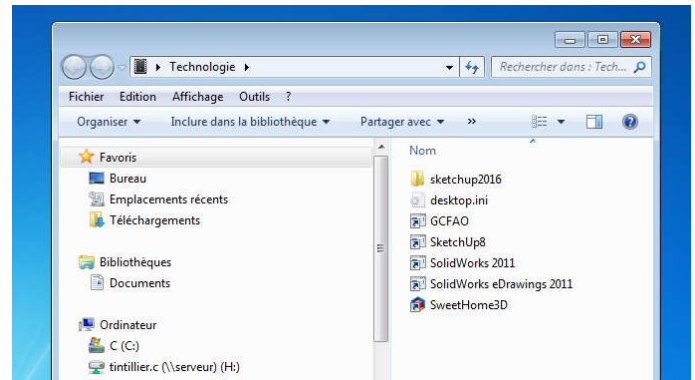 Technologie
Rechercher dans : Tech...
Fichier Edition Affichage Outils ?
Organiser Inclure dans la bibliothèque Partager avec »
Favoris
Bureau
Emplacements récents
Téléchargements
Bibliothèques
Documents
Ordinateur
C (C:)
tintillier.c (\\serveur) (H:)
Nom
sketchup2016
desktop.ini
GCFAO
SketchUp8
SolidWorks 2011
SolidWorks eDrawings 2011
SweetHome3D